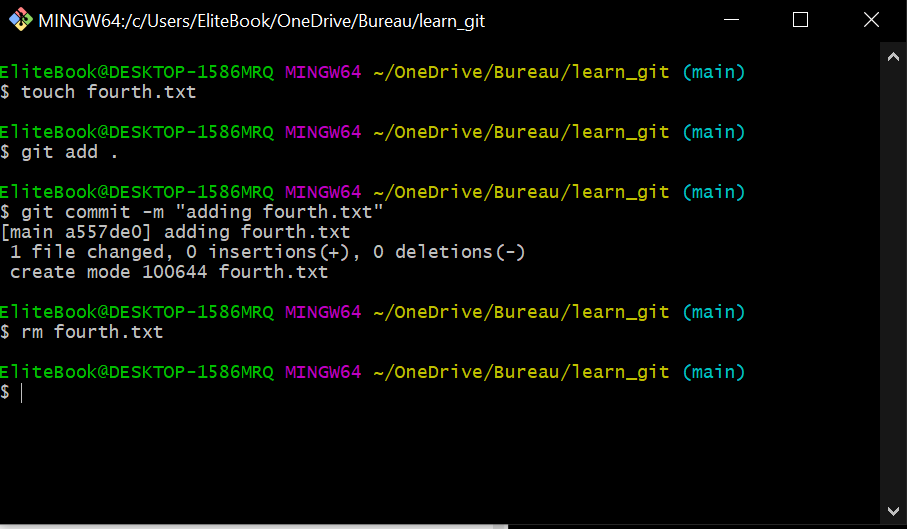 MINGW64:/c/Users/EliteBook/OneDrive/Bureau/learn_git
EliteBook@DESKTOP-1586MRQ MINGW64 ~/OneDrive/Bureau/learn_git (main)
$ touch fourth.txt
EliteBook@DESKTOP-1586MRQ MINGW64 ~/OneDrive/Bureau/learn_git (main)
$ git add .
EliteBook@DESKTOP-1586MRQ MINGW64 ~/OneDrive/Bureau/learn_git (main)
$ git commit -m "adding fourth.txt"
[main a557de0] adding fourth.txt
 1 file changed, 0 insertions(+), 0 deletions(-)
 create mode 100644 fourth.txt
EliteBook@DESKTOP-1586MRQ MINGW64 ~/OneDrive/Bureau/learn_git (main)
$ rm fourth.txt
EliteBook@DESKTOP-1586MRQ MINGW64 ~/OneDrive/Bureau/learn_git (main)
$